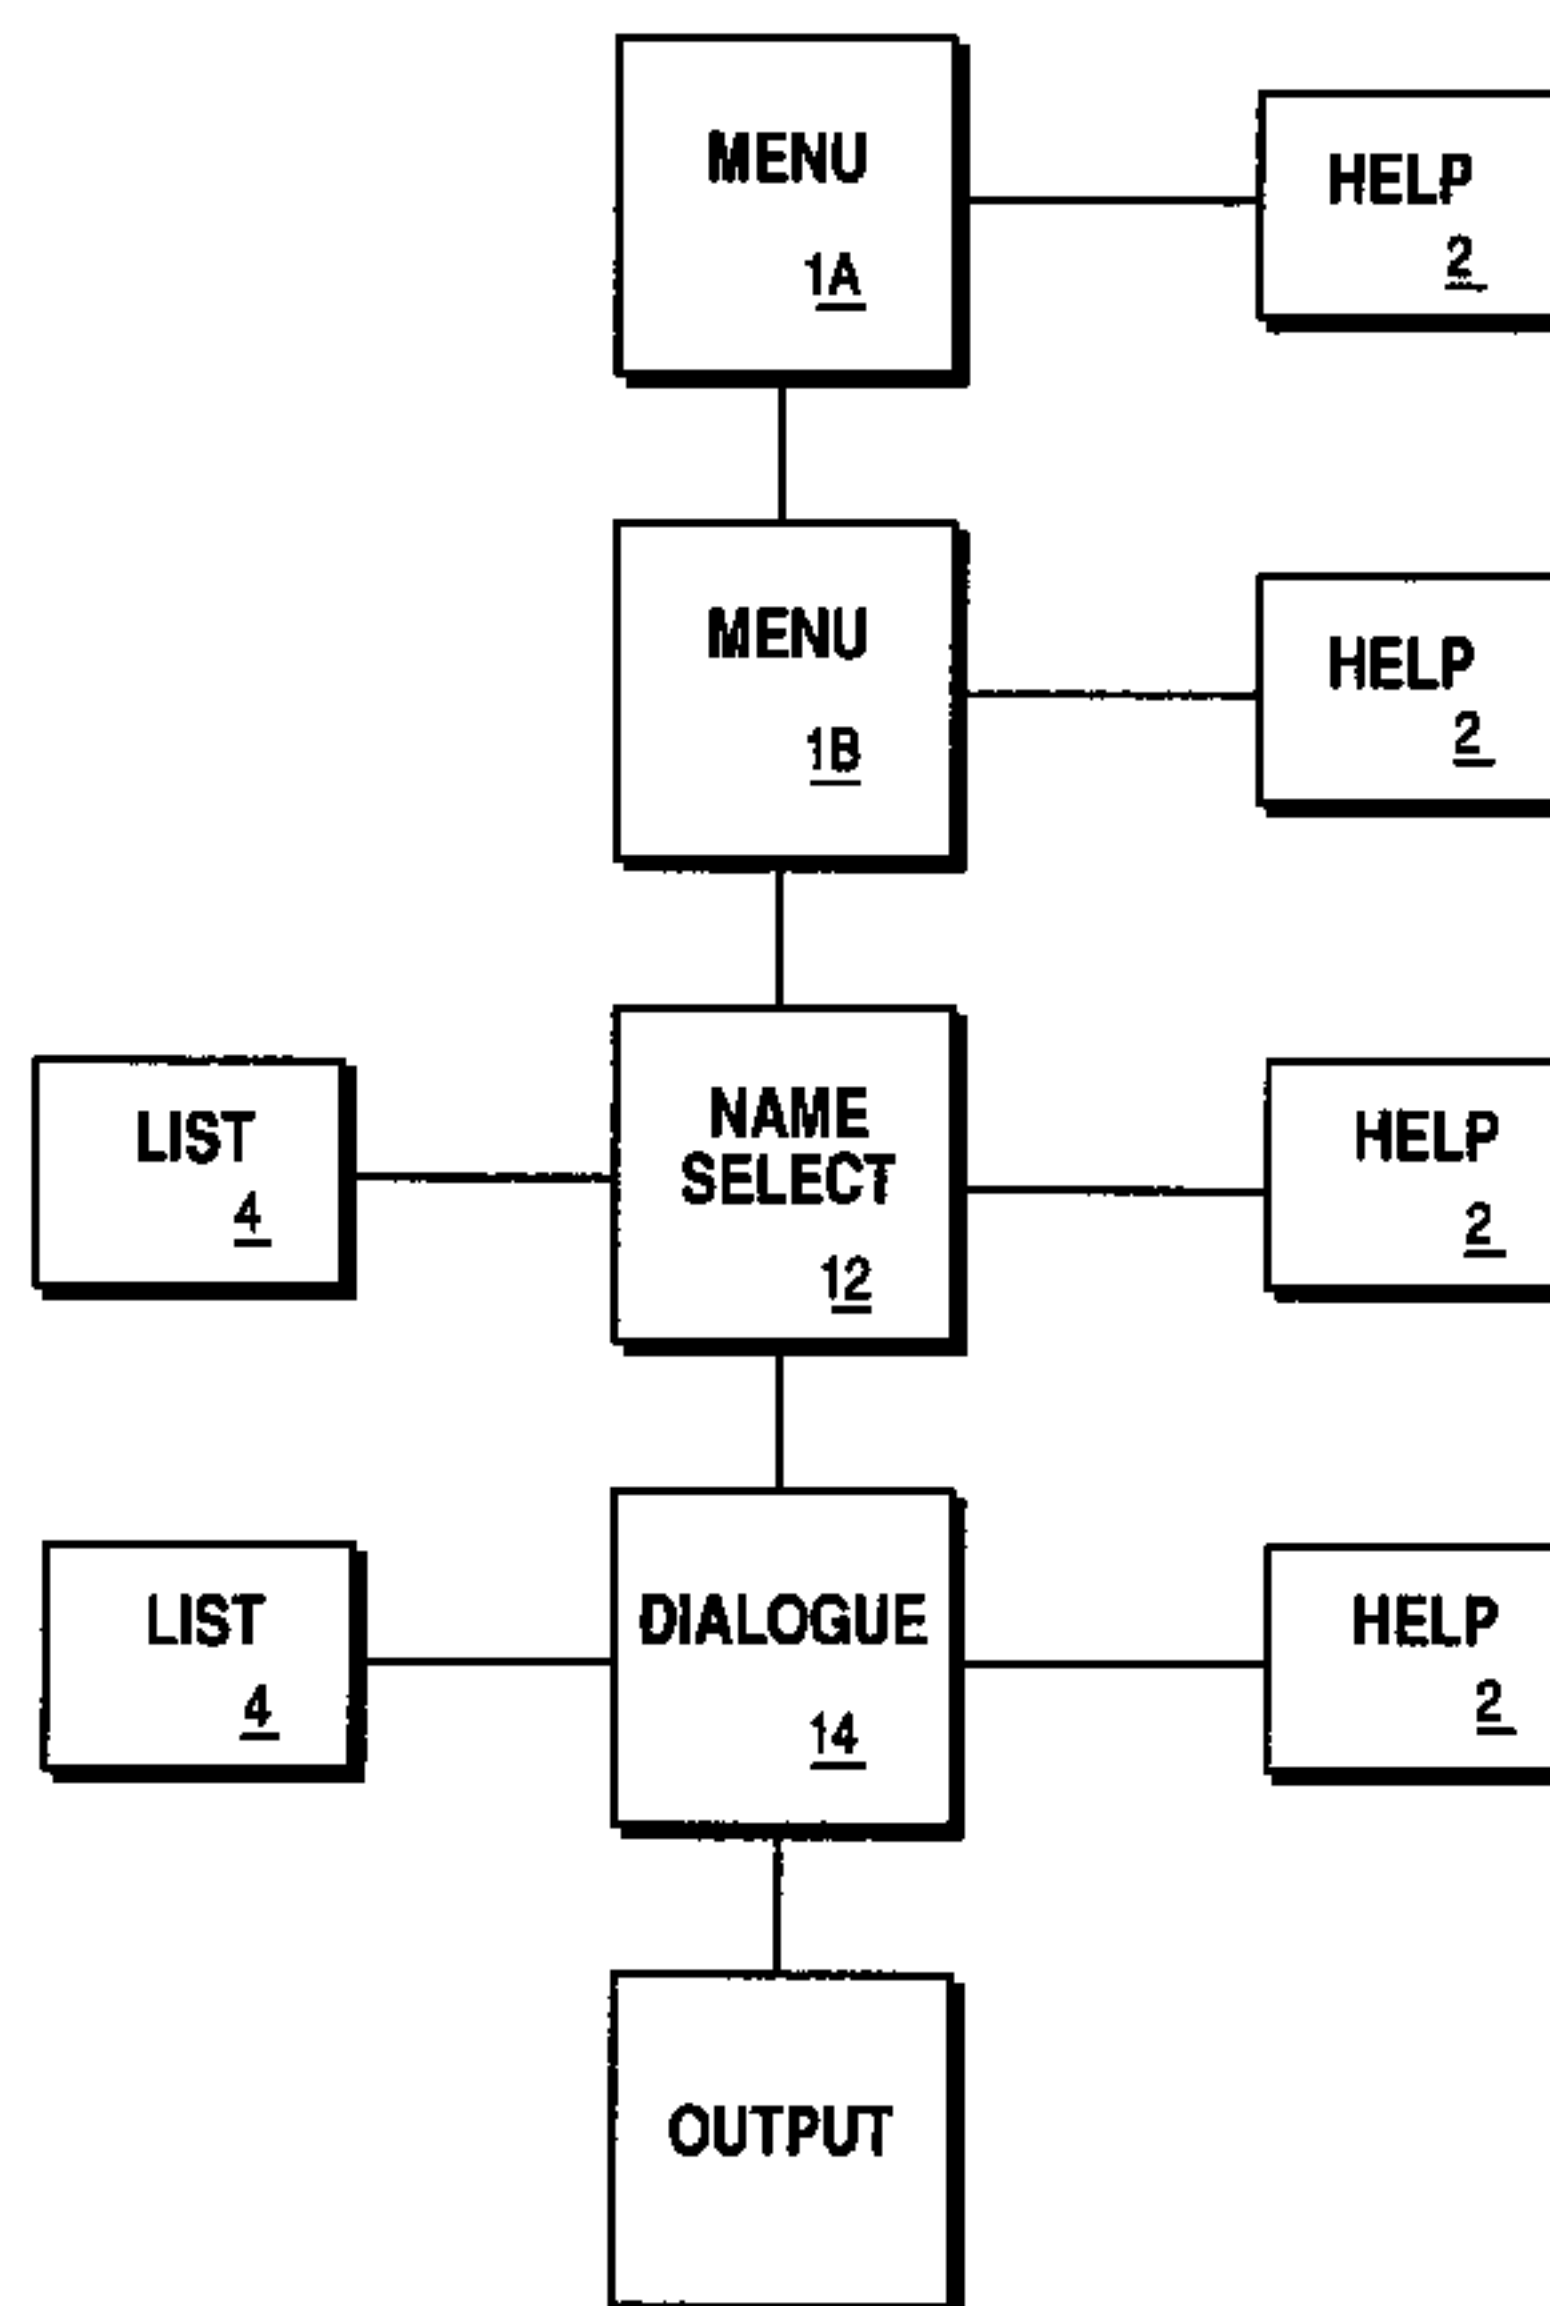 MENU
1A
HELP
2
MENU
1B
HELP
2
LIST
4
NAME
SELECT
12
HELP
2
LIST
4
DIALOGUE
14
HELP
2
OUTPUT